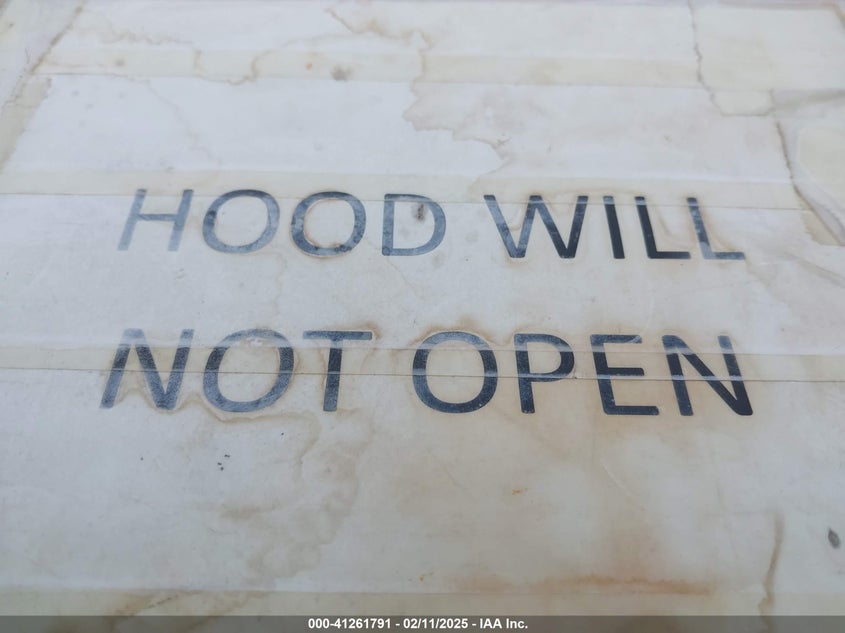 HOOD WILL
NOT OPEN
000-41261791 - 02/11/2025 - IAA Inc.